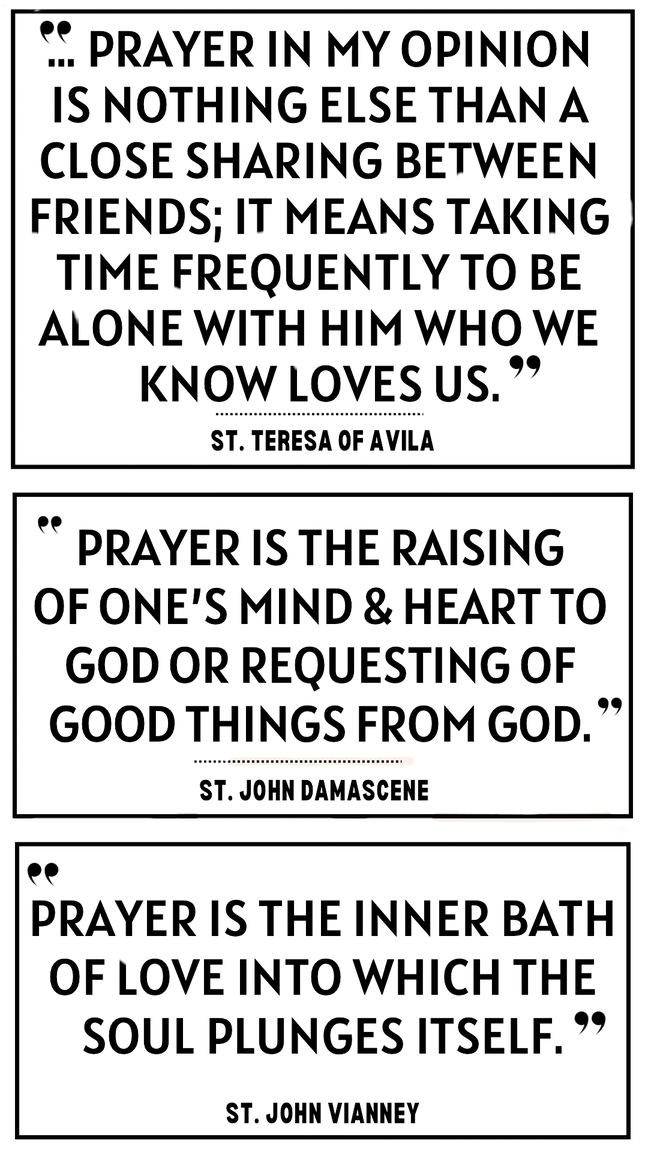 ”... PRAYER IN MY OPINION
IS NOTHING ELSE THAN A
CLOSE SHARING BETWEEN
FRIENDS; IT MEANS TAKING
TIME FREQUENTLY TO BE
ALONE WITH HIM WHO WE
KNOW LOVES US.”
ST. TERESA OF AVILA
” PRAYER IS THE RAISING
OF ONE'S MIND & HEART TO
GOD OR REQUESTING OF
GOOD THINGS FROM GOD.”
ST. JOHN DAMASCENE
”
PRAYER IS THE INNER BATH
OF LOVE INTO WHICH THE
SOUL PLUNGES ITSELF.”
ST. JOHN VIANNEY